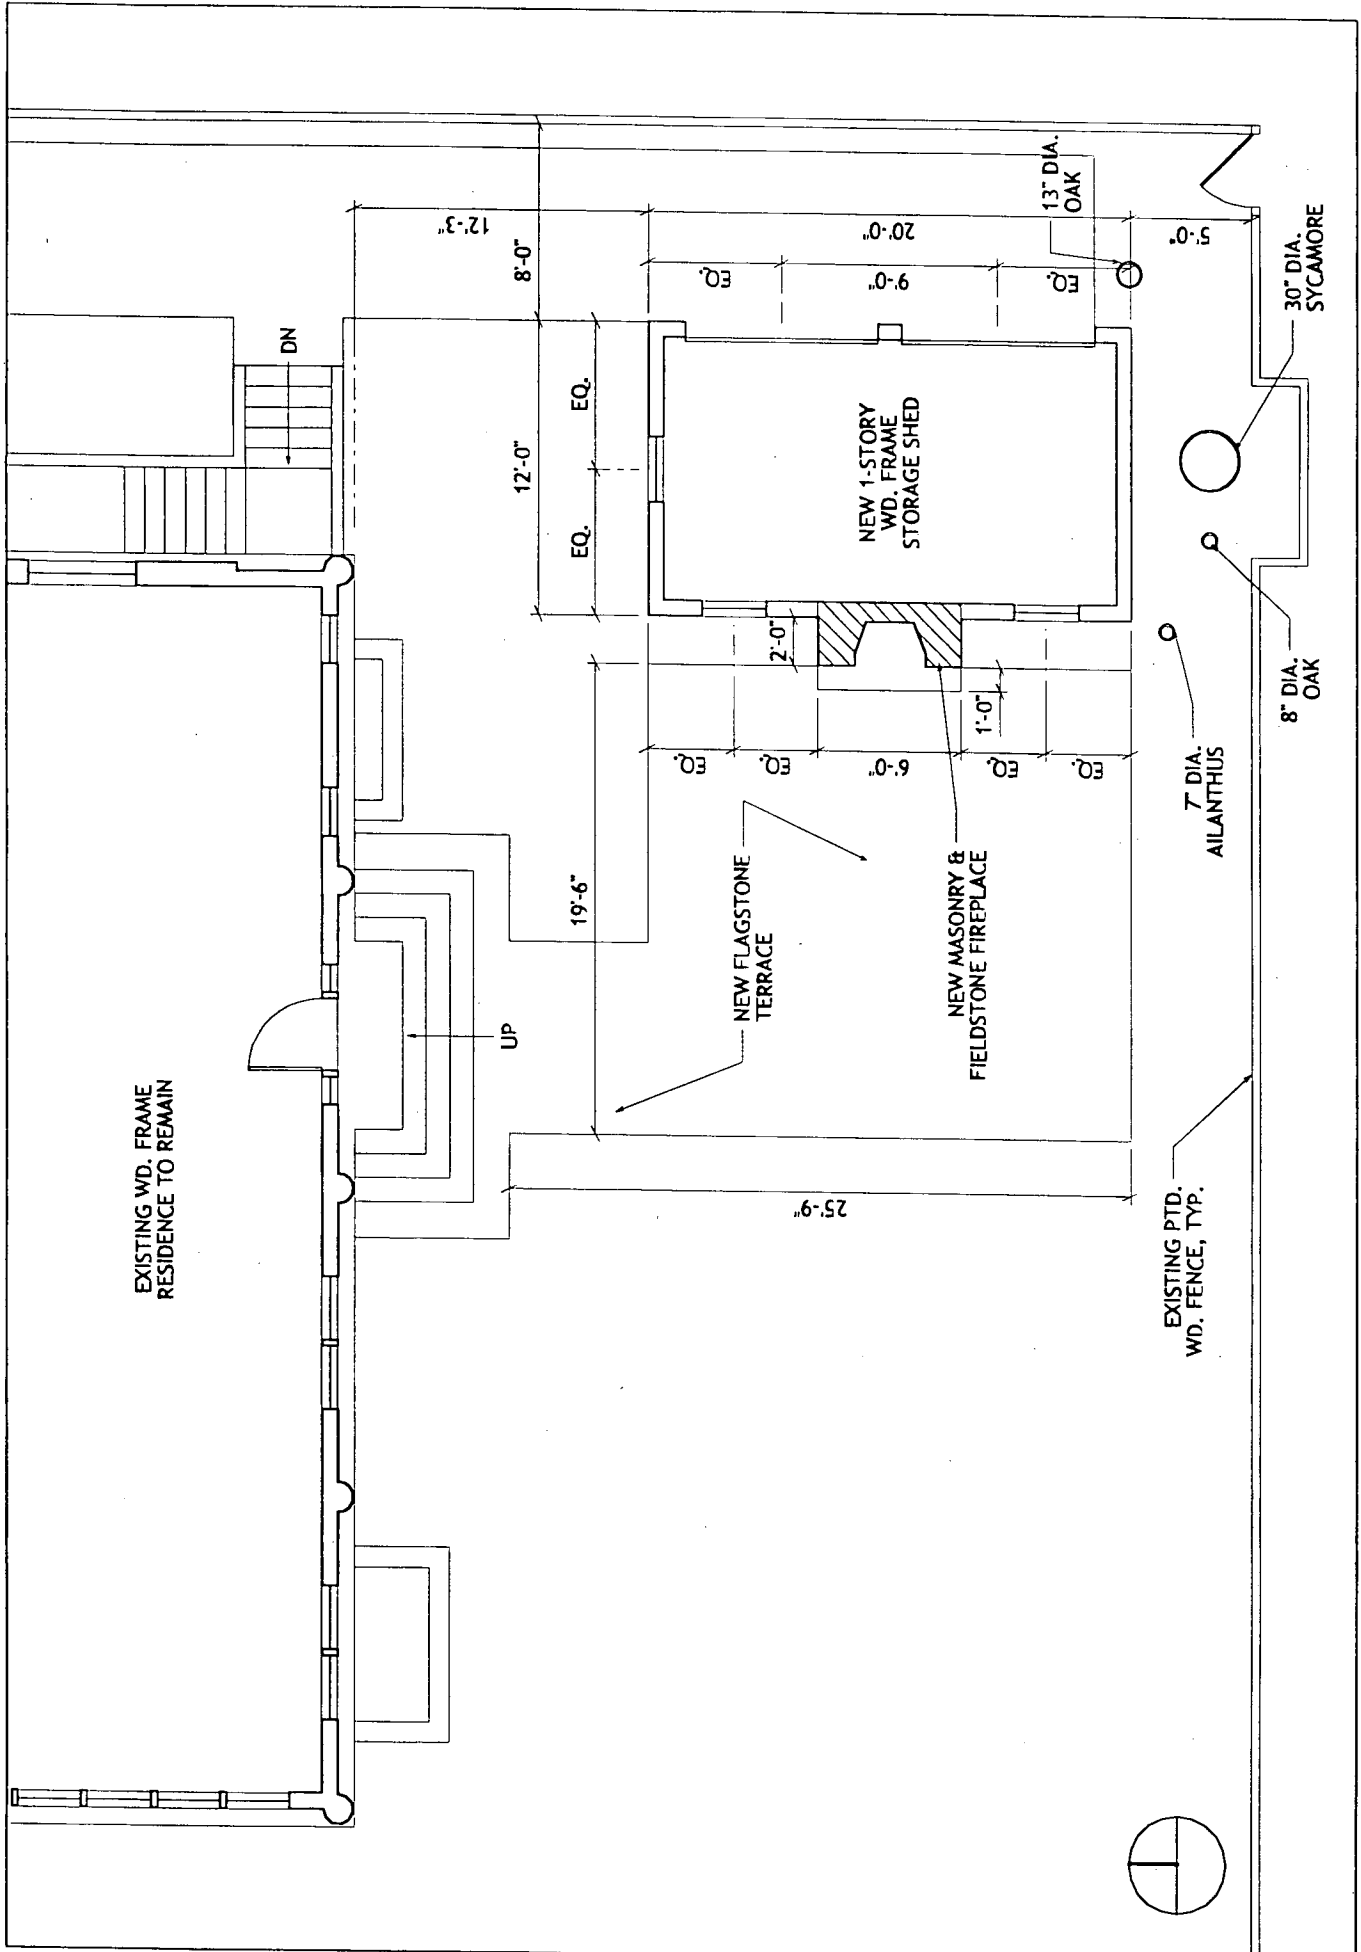 EXISTING WD. FRAME
RESIDENCE TO REMAIN
DN
UP
12'-3"
8'-0"
20'-0"
5'-0"
EQ.
9'-0"
EQ.
13" DIA.
OAK
30" DIA.
SYCAMORE
12'-0"
EQ.
EQ.
NEW 1-STORY
WD. FRAME
STORAGE SHED
2'-0"
1'-0"
EQ.
EQ.
6'-0"
EQ.
EQ.
8" DIA.
OAK
7" DIA.
AILANTHUS
19'-6"
NEW FLAGSTONE
TERRACE
NEW MASONRY &
FIELDSTONE FIREPLACE
25'-9"
EXISTING PTD.
WD. FENCE, TYP.